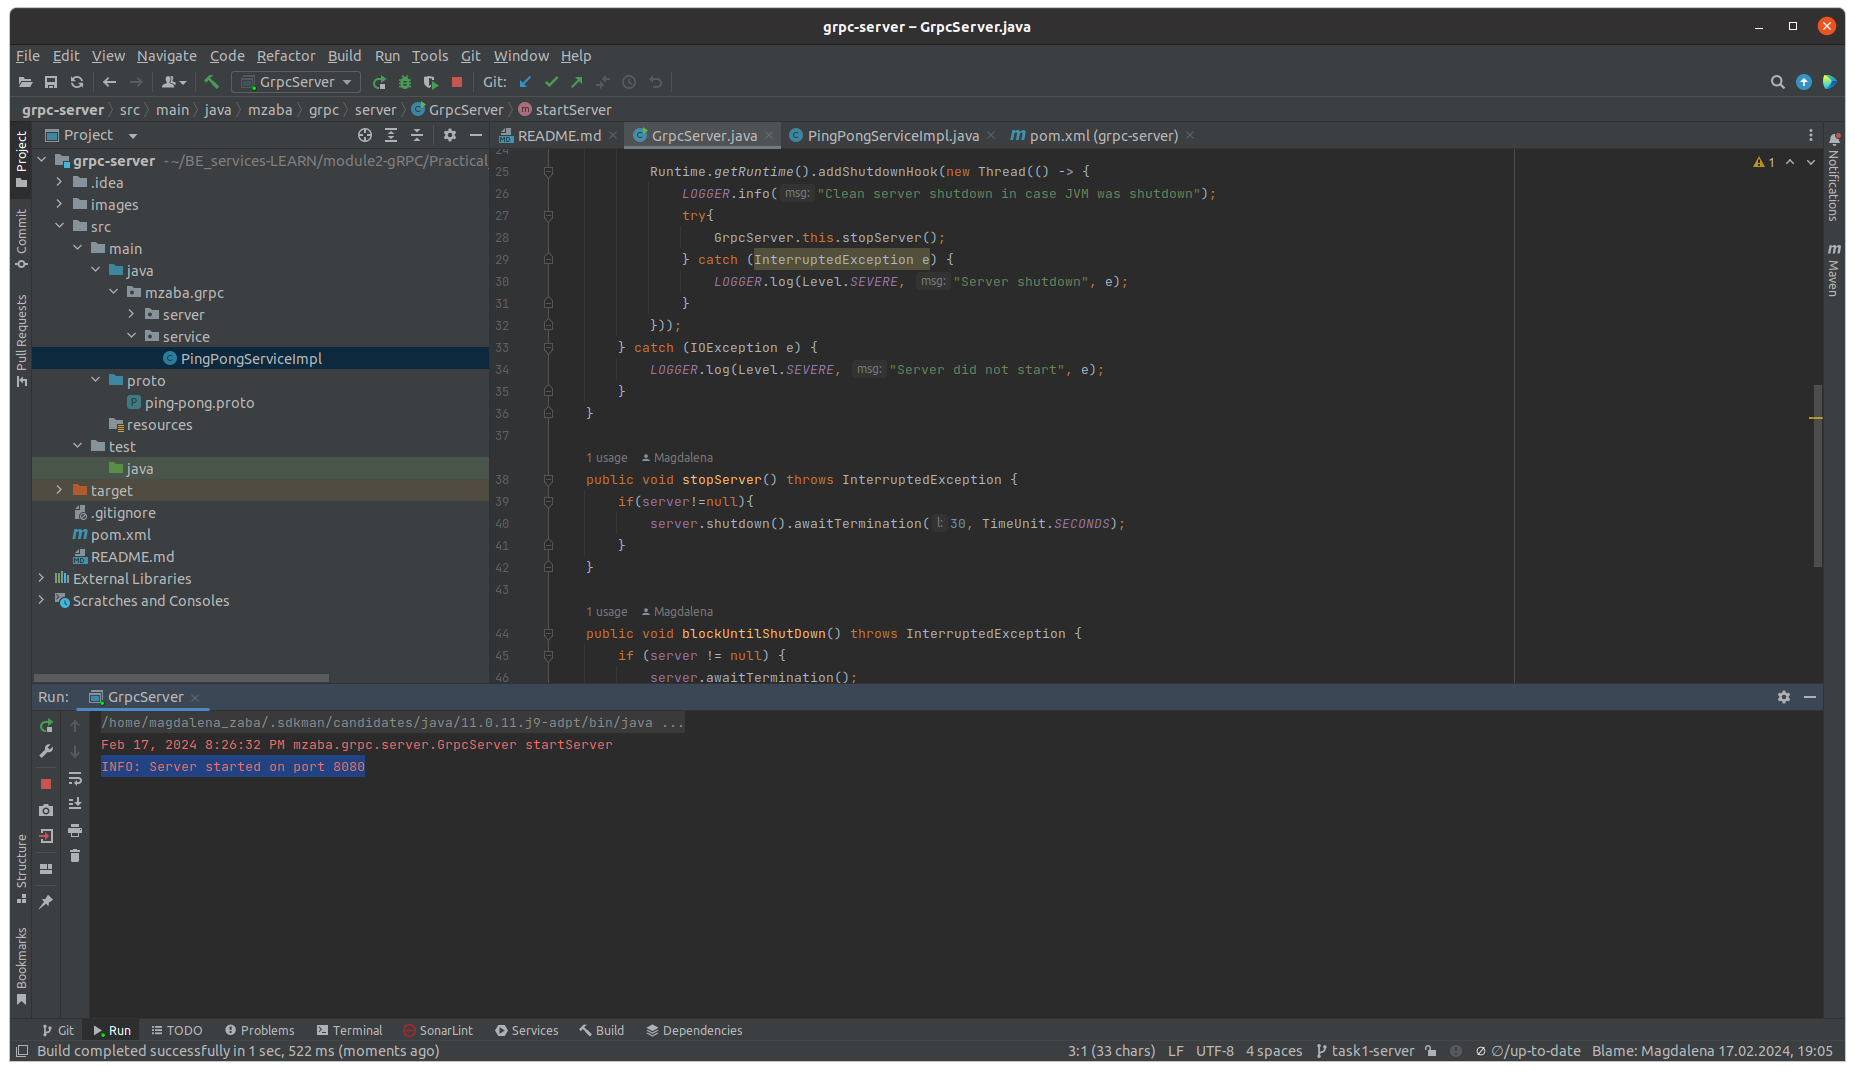 grpc-server – GrpcServer.java
File Edit View Navigate Code Refactor Build Run Tools Git Window Help
GrpcServer Git:
grpc-server src main java mzaba grpc server GrpcServer startServer
Project
Project
Commit
Pull Requests
Structure
Bookmarks
grpc-server ~/BE_services-LEARN/module2-gRPC/Practical
.idea
images
src
main
java
mzaba.grpc
server
service
PingPongServiceImpl
proto
ping-pong.proto
resources
test
java
target
.gitignore
pom.xml
README.md
External Libraries
Scratches and Consoles
README.md GrpcServer.java PingPongServiceImpl.java pom.xml (grpc-server)
1
24
25 Runtime.getRuntime().addShutdownHook(new Thread(() -> {
26 LOGGER.info( msg: "Clean server shutdown in case JVM was shutdown");
27 try{
28 GrpcServer.this.stopServer();
29 } catch (InterruptedException e) {
30 LOGGER.log(Level.SEVERE, msg: "Server shutdown", e);
31 }
32 }));
33 } catch (IOException e) {
34 LOGGER.log(Level.SEVERE, msg: "Server did not start", e);
35 }
36 }
37
1 usage Magdalena
38 public void stopServer() throws InterruptedException {
39 if(server!=null){
40 server.shutdown().awaitTermination( l: 30, TimeUnit.SECONDS);
41 }
42 }
43
1 usage Magdalena
44 public void blockUntilShutDown() throws InterruptedException {
45 if (server != null) {
46 server.awaitTermination();
Notifications
Maven
Run: GrpcServer
/home/magdalena_zaba/.sdkman/candidates/java/11.0.11.j9-adpt/bin/java ...
Feb 17, 2024 8:26:32 PM mzaba.grpc.server.GrpcServer startServer
INFO: Server started on port 8080
Git Run TODO Problems Terminal SonarLint Services Build Dependencies
Build completed successfully in 1 sec, 522 ms (moments ago) 3:1 (33 chars) LF UTF-8 4 spaces task1-server ∅/up-to-date Blame: Magdalena 17.02.2024, 19:05